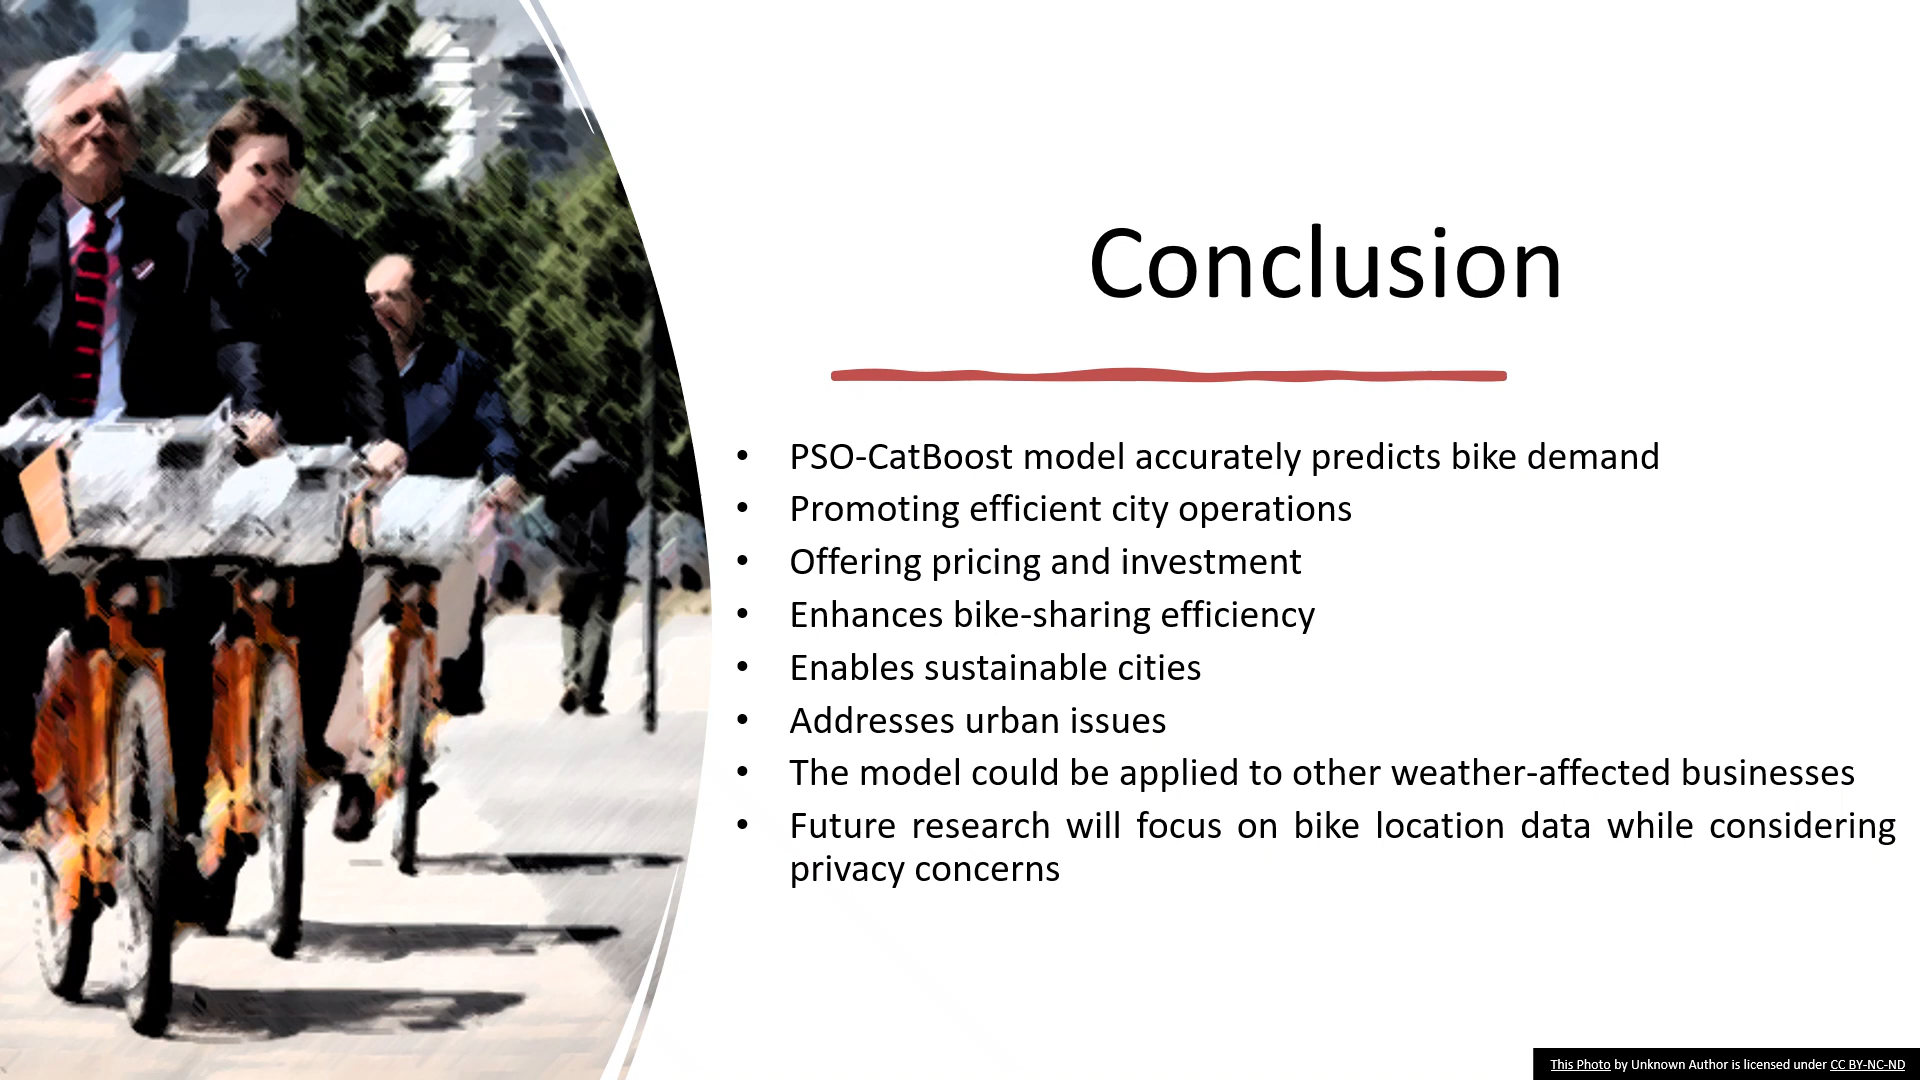 Conclusion
• PSO-CatBoost model accurately predicts bike demand
• Promoting efficient city operations
• Offering pricing and investment
• Enhances bike-sharing efficiency
• Enables sustainable cities
• Addresses urban issues
• The model could be applied to other weather-affected businesses
• Future research will focus on bike location data while considering
privacy concerns
This Photo by Unknown Author is licensed under CC BY-NC-ND